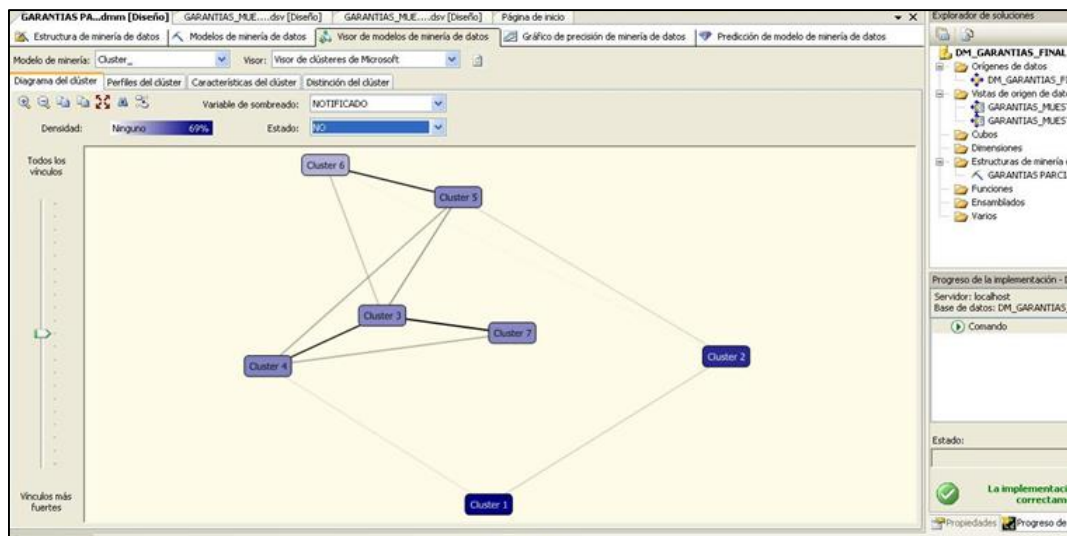 GARANTIAS PA...dmm [Diseño] GARANTIAS_MUE....dsv [Diseño] GARANTIAS_MUE....dsv [Diseño] Página de inicio
Estructura de minería de datos Modelos de minería de datos Visor de modelos de minería de datos Gráfico de precisión de minería de datos Predicción de modelo de minería de datos
Modelo de minería: Cluster_ Visor: Visor de clústeres de Microsoft
Diagrama del clúster Perfiles del clúster Características del clúster Distinción del clúster
Variable de sombreado: NOTIFICADO
Densidad: Ninguno 69% Estado: NO
Todos los
vínculos
Cluster 6
Cluster 5
Cluster 3
Cluster 7
Cluster 4
Cluster 2
Cluster 1
Vínculos más
fuertes
Explorador de soluciones
DM_GARANTIAS_FINAL
Orígenes de datos
DM_GARANTIAS_FI
Vistas de origen de dato
GARANTIAS_MUEST
GARANTIAS_MUEST
Cubos
Dimensiones
Estructuras de minería
GARANTIAS PARCI
Funciones
Ensamblados
Varios
Progreso de la implementación -
Servidor: localhost
Base de datos: DM_GARANTIAS_
Comando
Estado:
La implementaci
correctam
Propiedades Progreso de